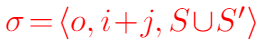 σ=⟨o, i+j, S∪S′⟩